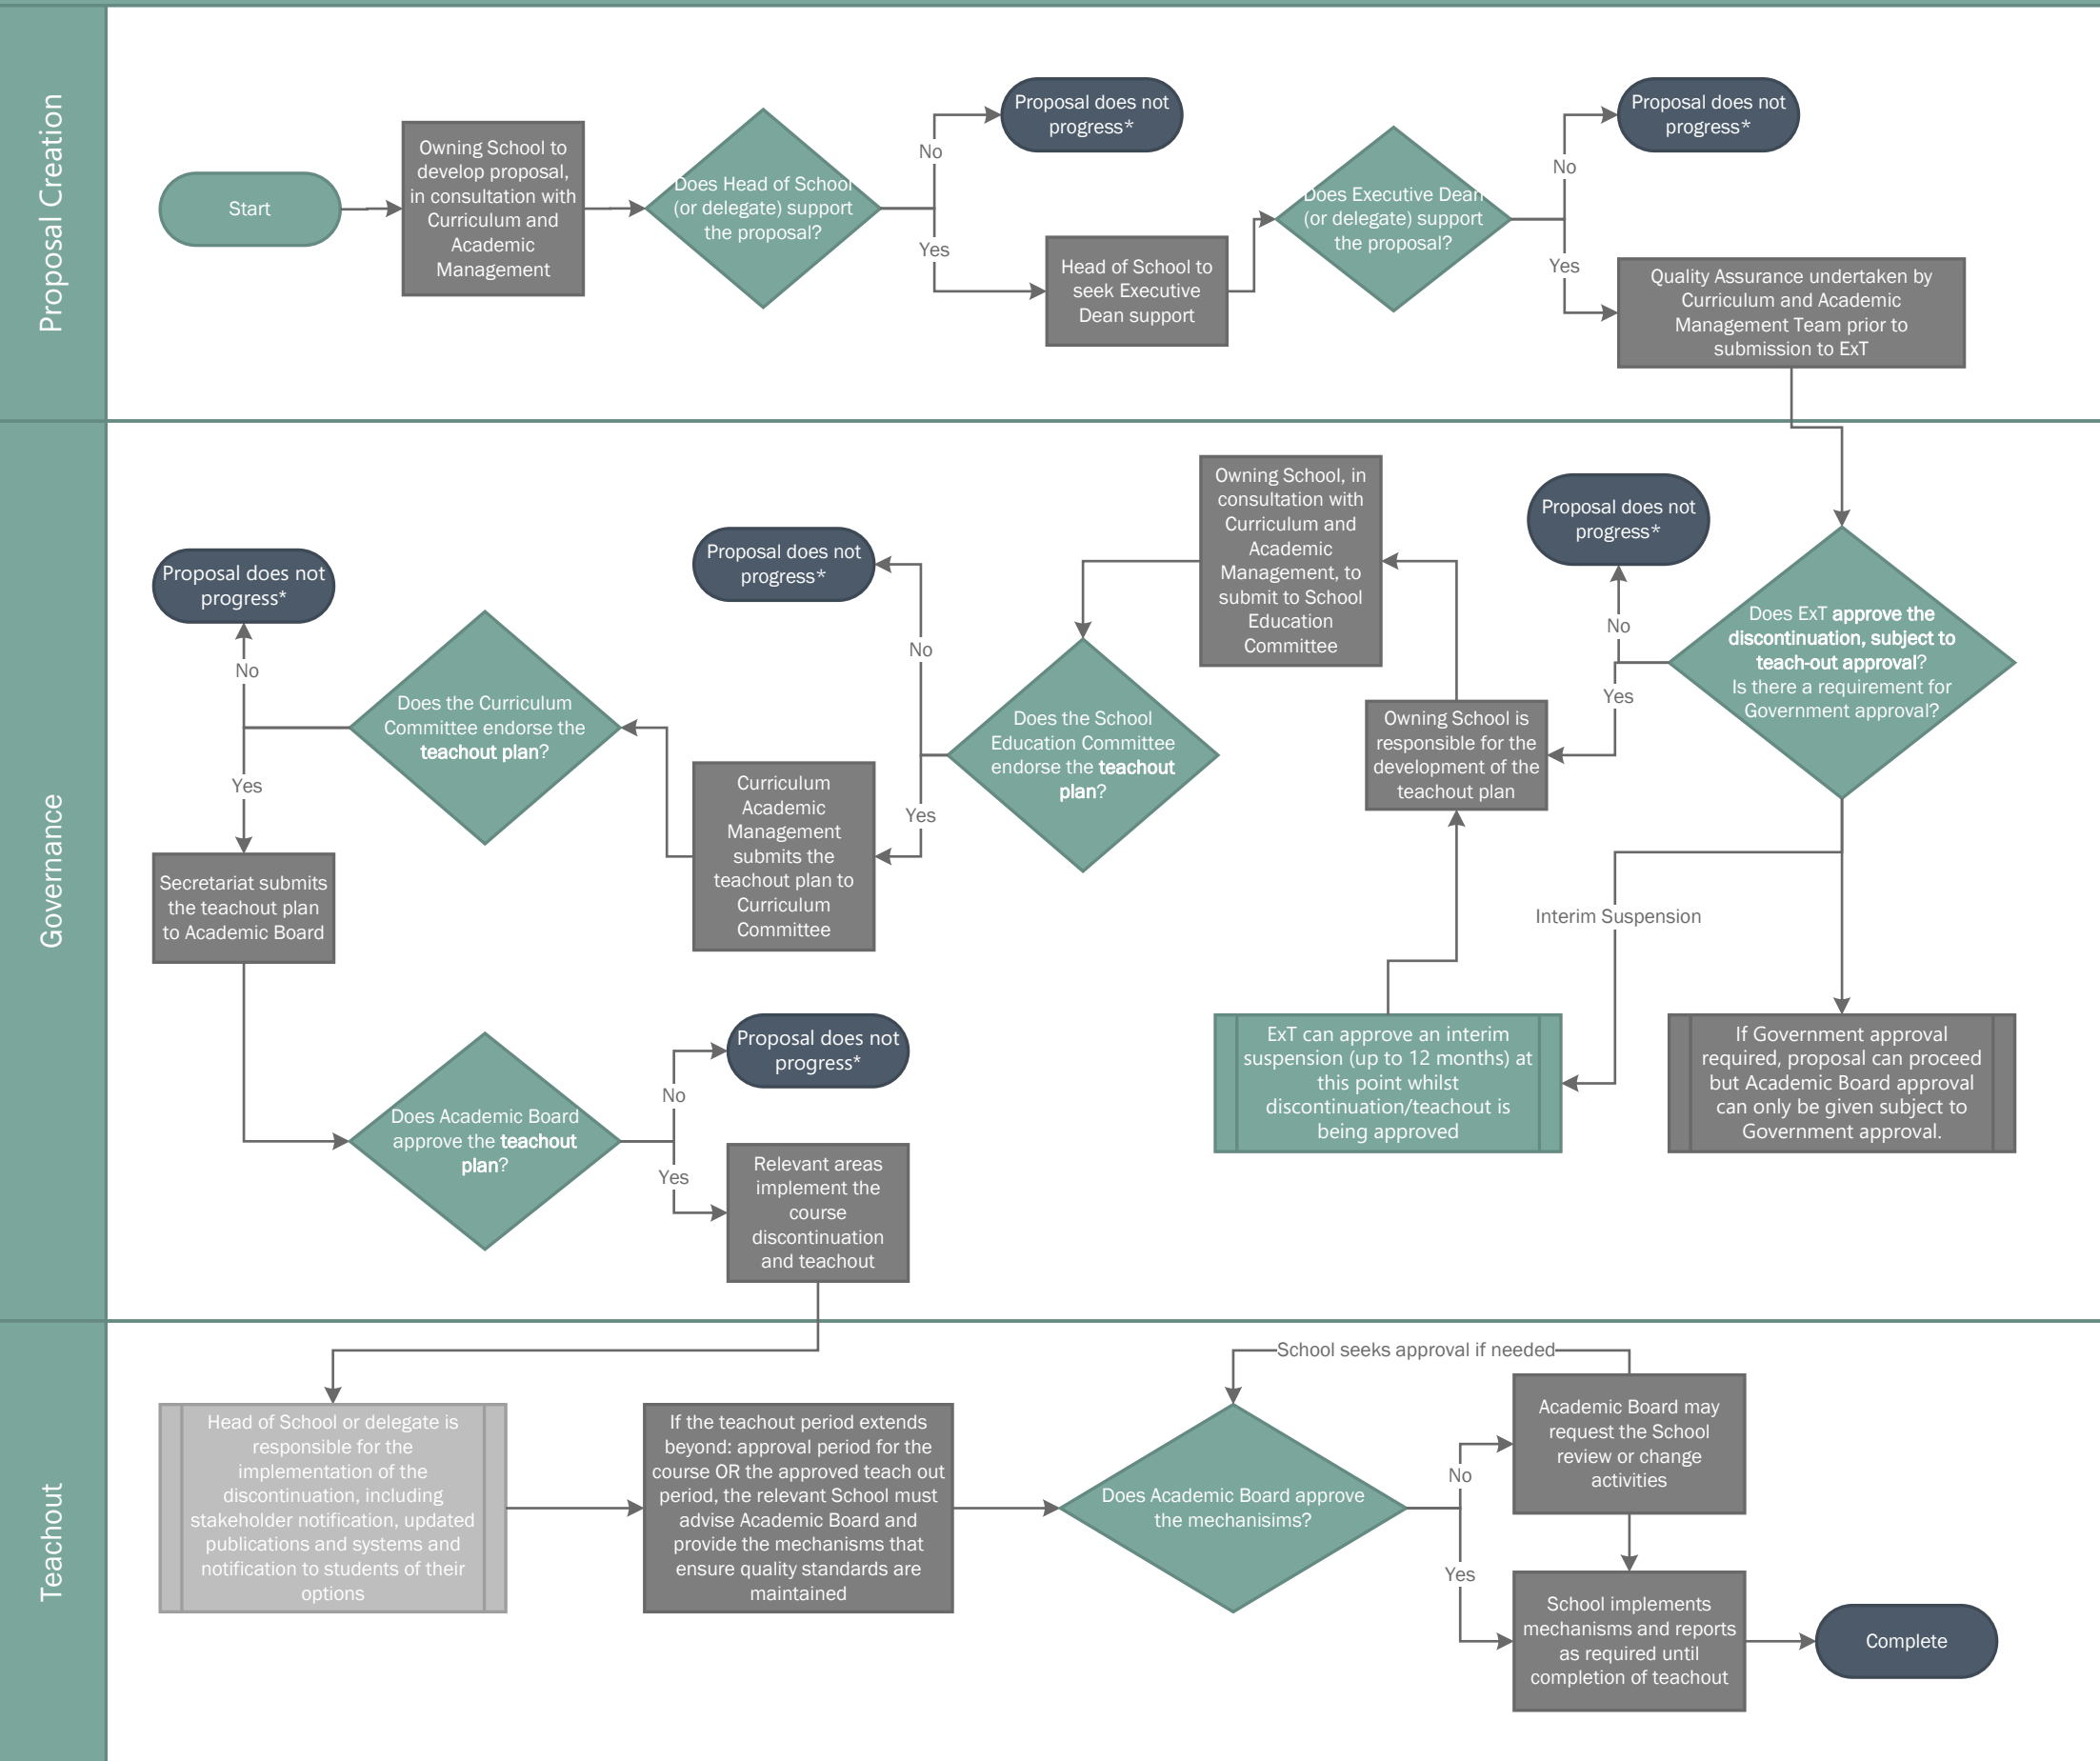 Proposal Creation
Start
Owning School to
develop proposal,
in consultation with
Curriculum and
Academic
Management
Does Head of School
(or delegate) support
the proposal?
No
Proposal does not
progress*
Yes
Head of School to
seek Executive
Dean support
Does Executive Dean
(or delegate) support
the proposal?
No
Proposal does not
progress*
Yes
Quality Assurance undertaken by
Curriculum and Academic
Management Team prior to
submission to ExT
Governance
Does ExT approve the
discontinuation, subject to
teach-out approval?
Is there a requirement for
Government approval?
No
Proposal does not
progress*
Yes
Interim Suspension
If Government approval
required, proposal can proceed
but Academic Board approval
can only be given subject to
Government approval.
ExT can approve an interim
suspension (up to 12 months) at
this point whilst
discontinuation/teachout is
being approved
Owning School is
responsible for the
development of the
teachout plan
Owning School, in
consultation with
Curriculum and
Academic
Management, to
submit to School
Education
Committee
Does the School
Education Committee
endorse the teachout
plan?
No
Proposal does not
progress*
Yes
Curriculum
Academic
Management
submits the
teachout plan to
Curriculum
Committee
Does the Curriculum
Committee endorse the
teachout plan?
No
Proposal does not
progress*
Yes
Secretariat submits
the teachout plan
to Academic Board
Does Academic Board
approve the teachout
plan?
No
Proposal does not
progress*
Yes
Relevant areas
implement the
course
discontinuation
and teachout
Teachout
Head of School or delegate is
responsible for the
implementation of the
discontinuation, including
stakeholder notification, updated
publications and systems and
notification to students of their
options
If the teachout period extends
beyond: approval period for the
course OR the approved teach out
period, the relevant School must
advise Academic Board and
provide the mechanisms that
ensure quality standards are
maintained
Does Academic Board approve
the mechanisims?
School seeks approval if needed
No
Academic Board may
request the School
review or change
activities
Yes
School implements
mechanisms and reports
as required until
completion of teachout
Complete